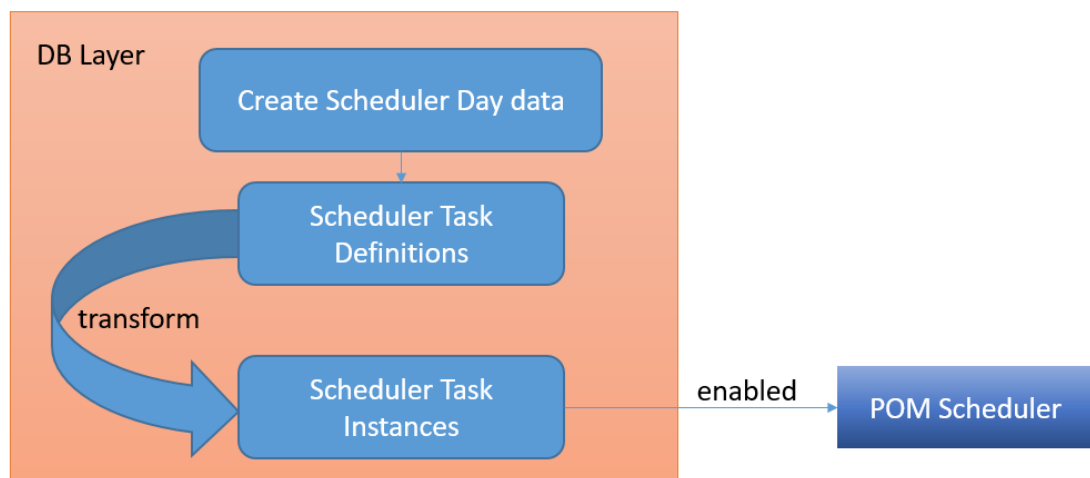 DB Layer
Create Scheduler Day data
Scheduler Task
Definitions
transform
Scheduler Task
Instances
enabled
POM Scheduler